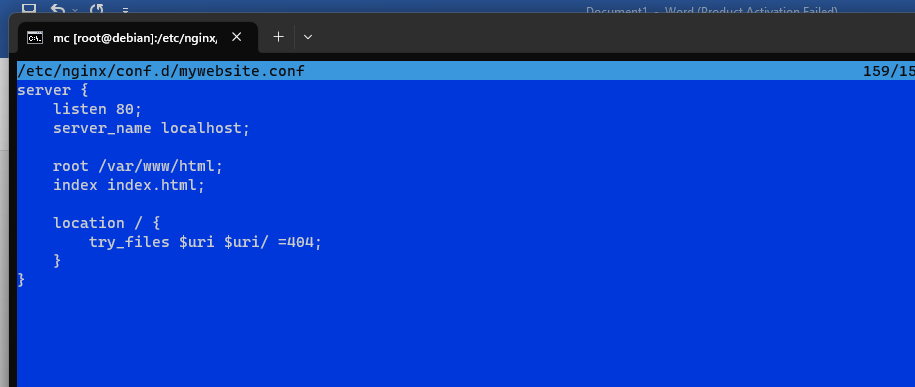 Document1 - Word (Product Activation Failed)
mc [root@debian]:/etc/nginx/
/etc/nginx/conf.d/mywebsite.conf 159/15
server {
    listen 80;
    server_name localhost;

    root /var/www/html;
    index index.html;

    location / {
        try_files $uri $uri/ =404;
    }
}